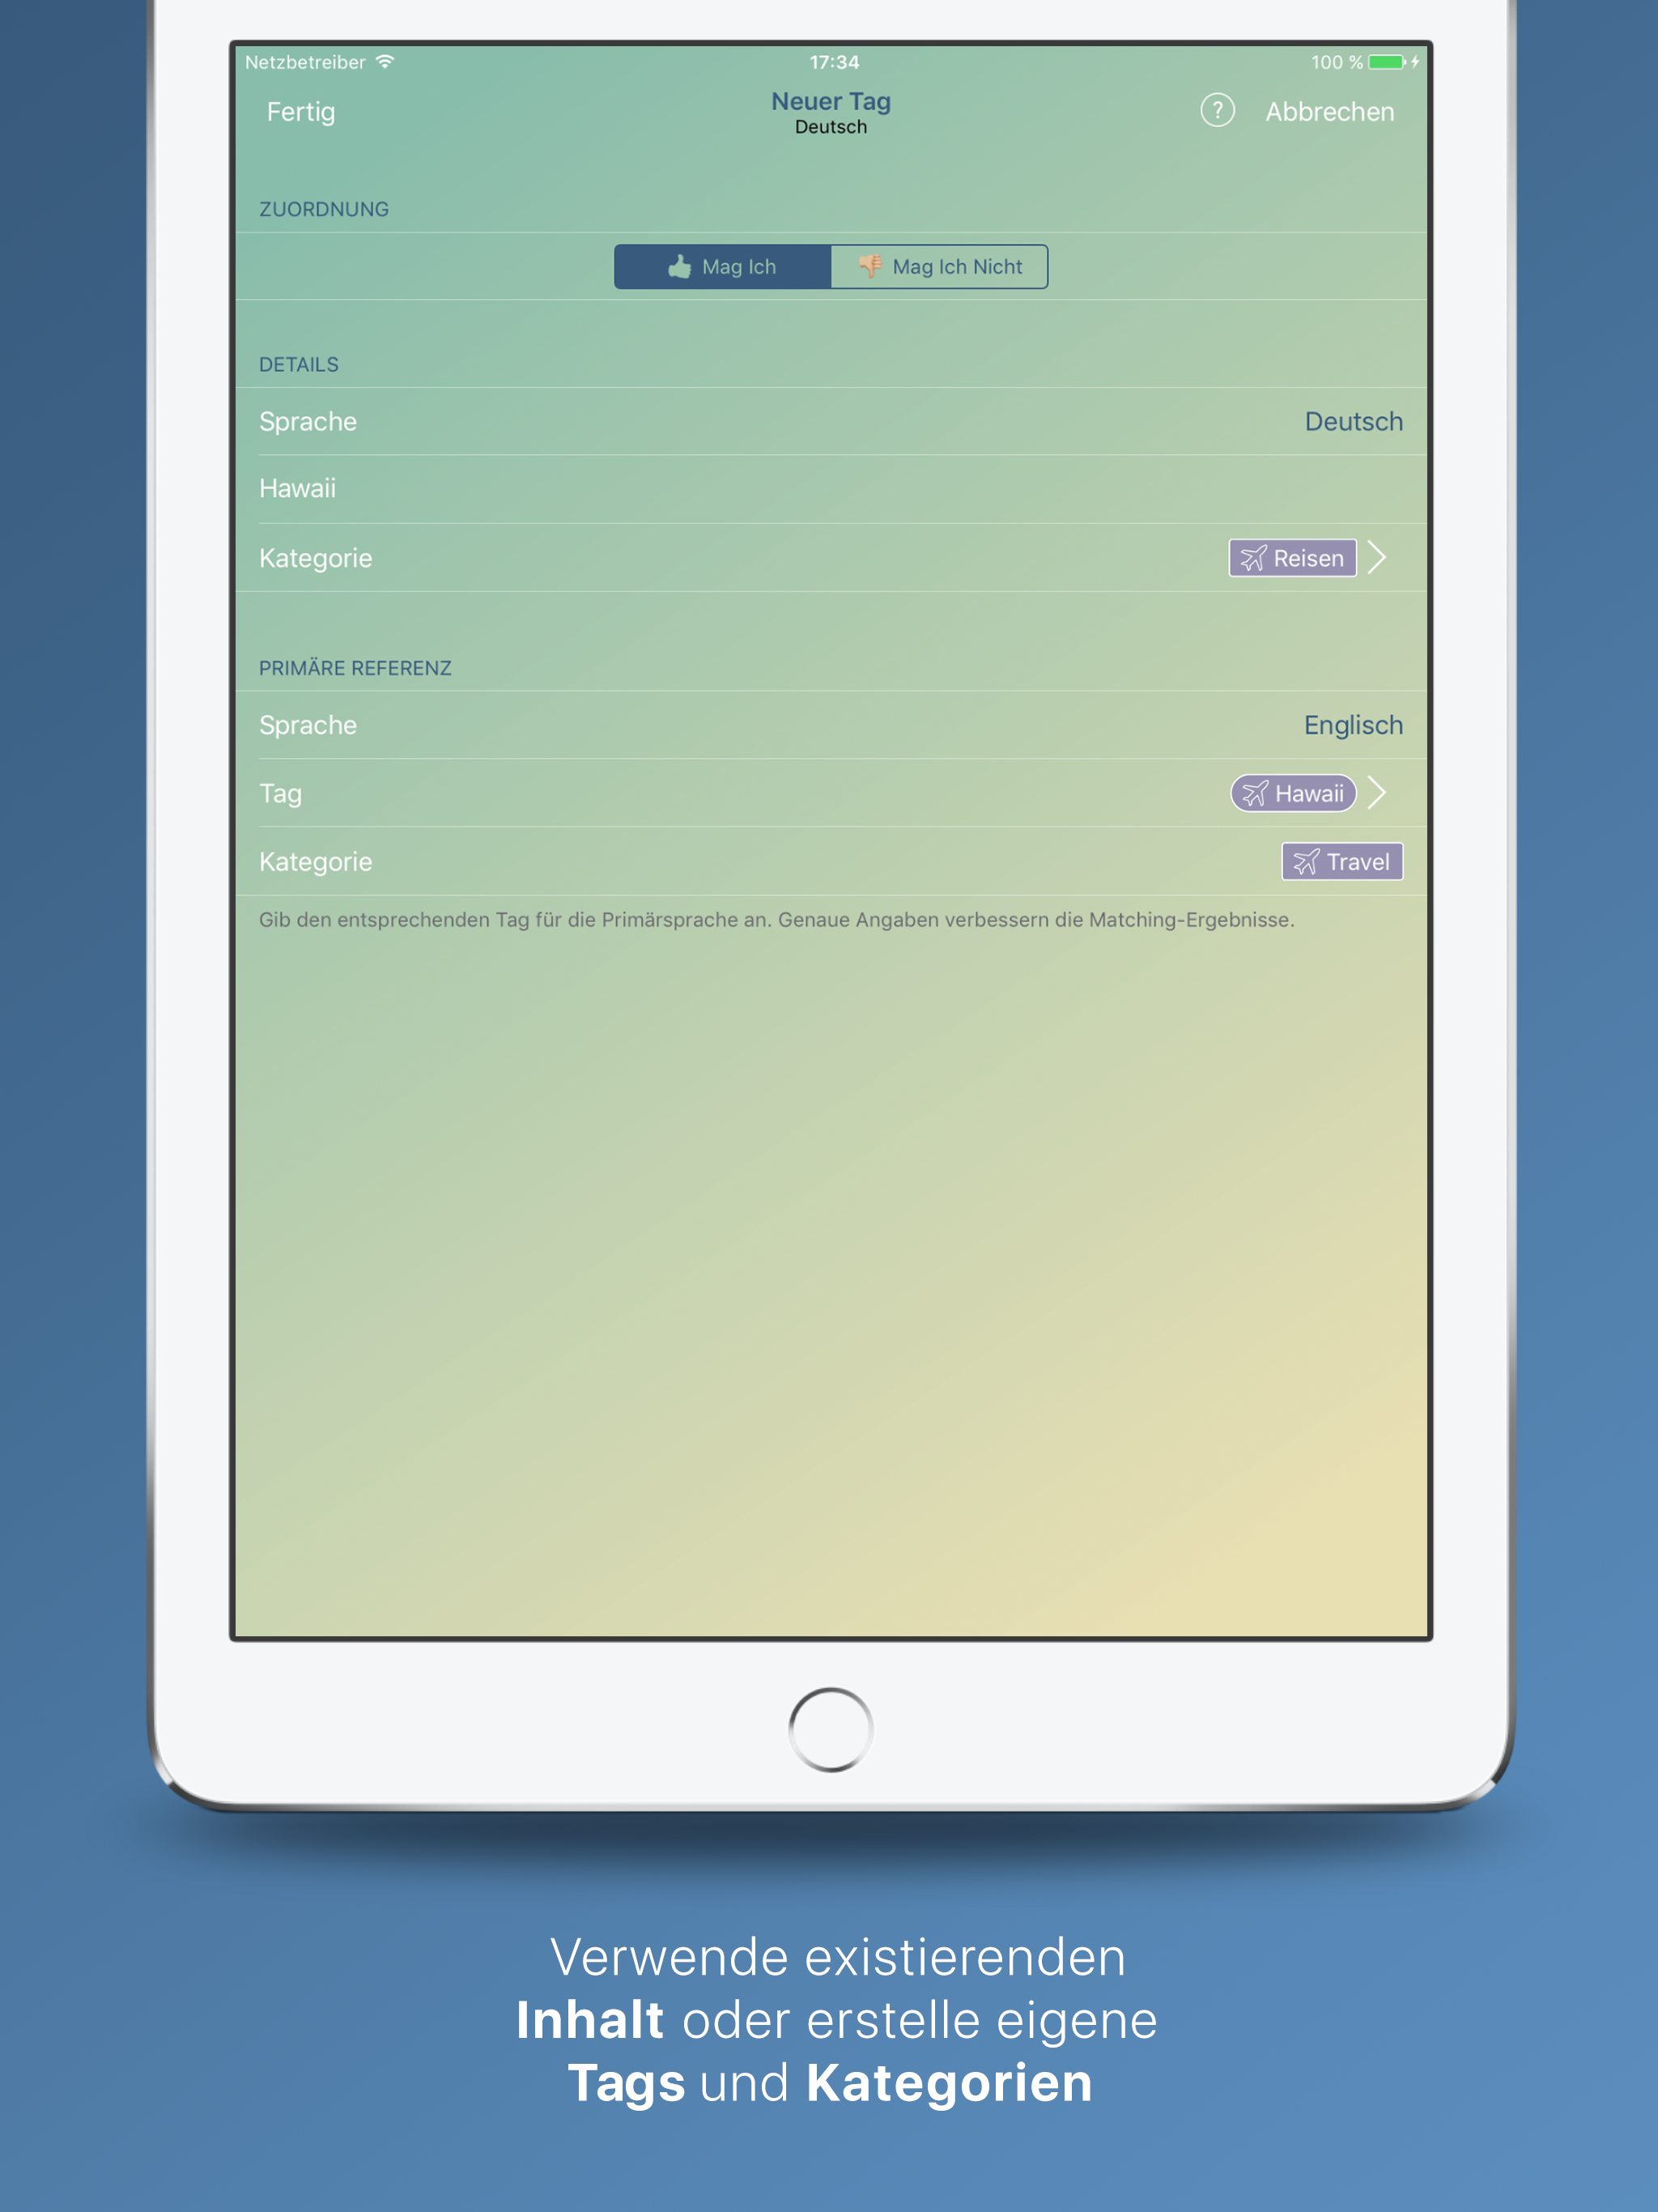 Netzbetreiber 17:34 100 %
Fertig Neuer Tag ? Abbrechen
Deutsch
ZUORDNUNG
Mag Ich Mag Ich Nicht
DETAILS
Sprache Deutsch
Hawaii
Kategorie Reisen
PRIMÄRE REFERENZ
Sprache Englisch
Tag Hawaii
Kategorie Travel
Gib den entsprechenden Tag für die Primärsprache an. Genaue Angaben verbessern die Matching-Ergebnisse.
Verwende existierenden
Inhalt oder erstelle eigene
Tags und Kategorien